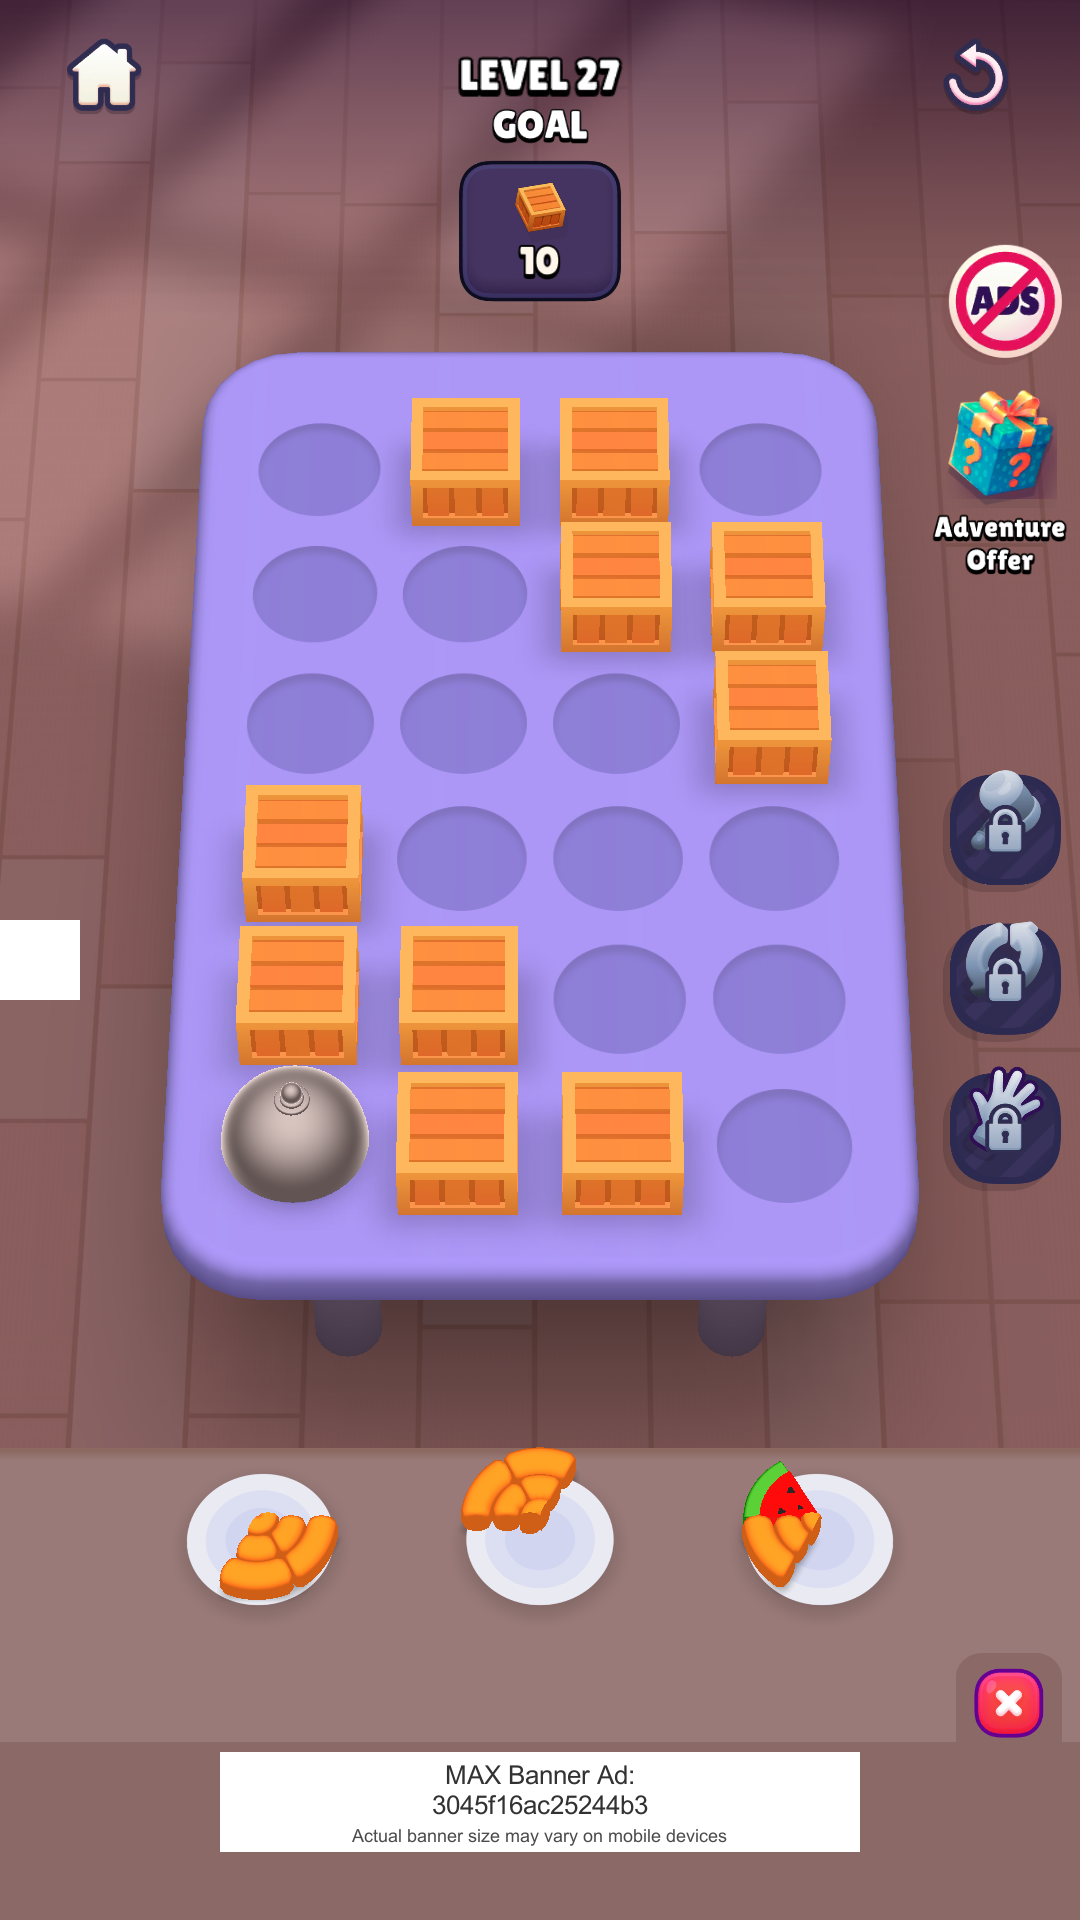 LEVEL 27
GOAL
10
ADS
?
?
Adventure
Offer
MAX Banner Ad:
3045f16ac25244b3
Actual banner size may vary on mobile devices